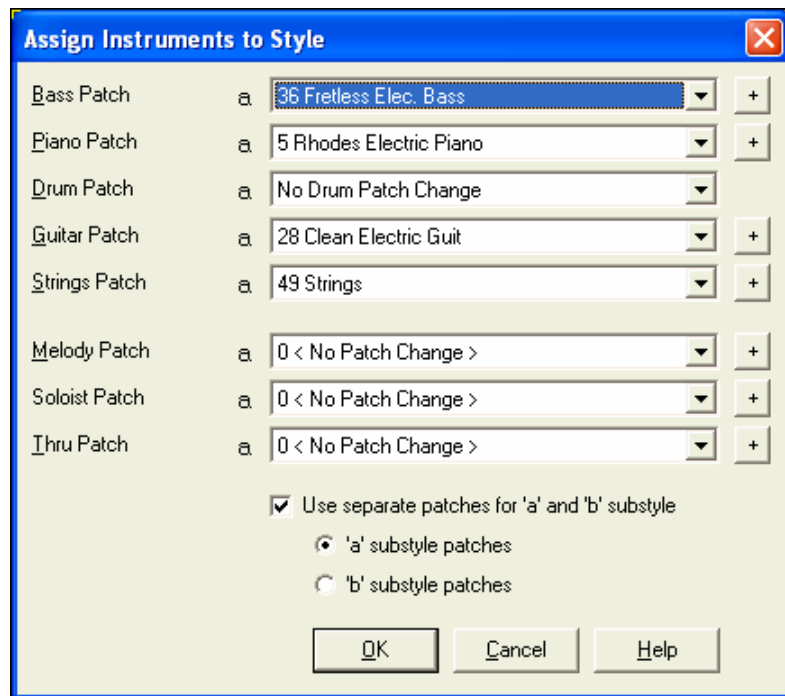 Assign Instruments to Style
Bass Patch a 36 Fretless Elec. Bass +
Piano Patch a 5 Rhodes Electric Piano +
Drum Patch a No Drum Patch Change
Guitar Patch a 28 Clean Electric Guit +
Strings Patch a 49 Strings +
Melody Patch a 0 < No Patch Change > +
Soloist Patch a 0 < No Patch Change > +
Thru Patch a 0 < No Patch Change > +
Use separate patches for 'a' and 'b' substyle
'a' substyle patches
'b' substyle patches
OK Cancel Help